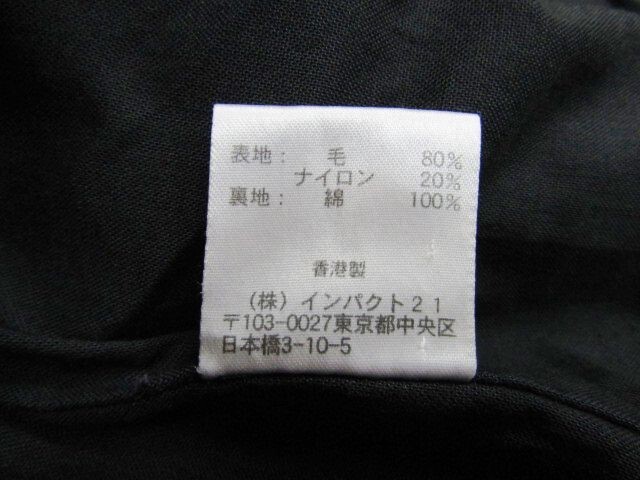 表地： 毛 80%
ナイロン 20%
裏地： 綿 100%
香港製
（株）インパクト２１
〒103-0027東京都中央区
日本橋3-10-5